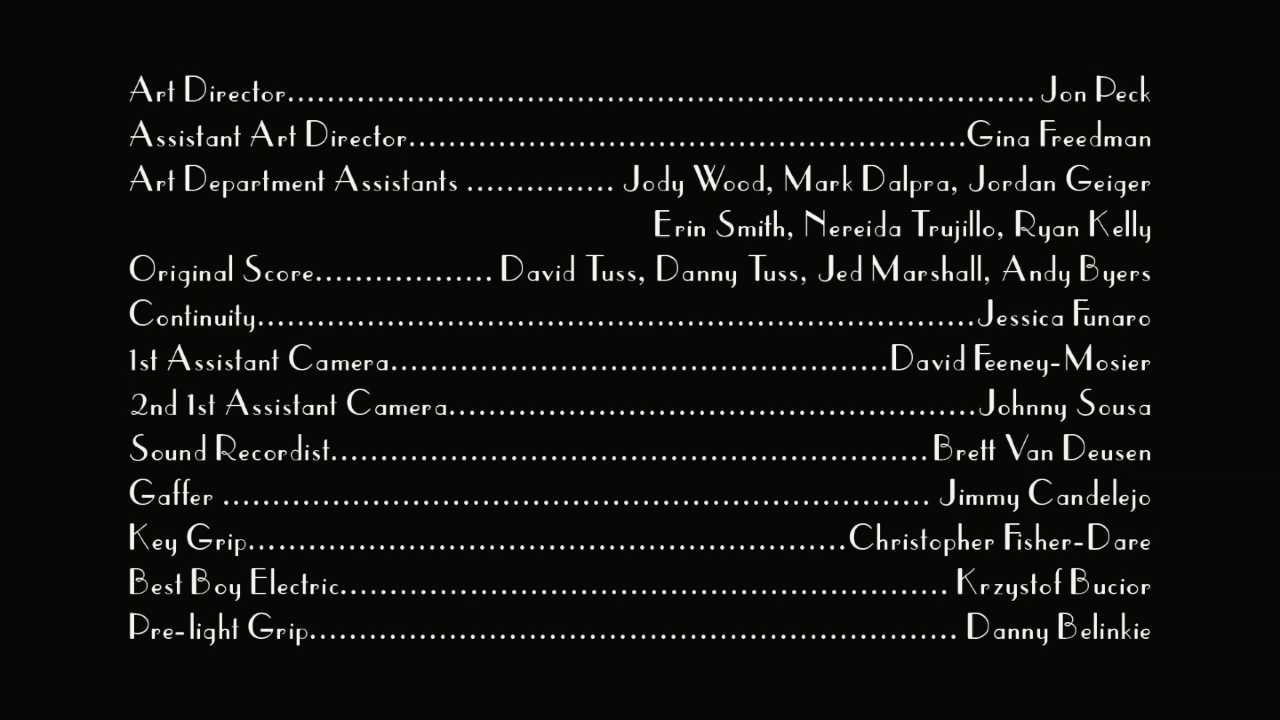 Art Director........................................................................... Jon Peck
Assistant Art Director........................................................Gina Freedman
Art Department Assistants ............... Jody Wood, Mark Dalpra, Jordan Geiger
Erin Smith, Nereida Trujillo, Ryan Kelly
Original Score.................. David Tuss, Danny Tuss, Jed Marshall, Andy Byers
Continuity........................................................................Jessica Funaro
1st Assistant Camera..................................................David Feeney-Mosier
2nd 1st Assistant Camera.....................................................Johnny Sousa
Sound Recordist............................................................Brett Van Deusen
Gaffer ....................................................................... Jimmy Candelejo
Key Grip............................................................Christopher Fisher-Dare
Best Boy Electric............................................................. Krzystof Bucior
Pre-light Grip................................................................. Danny Belinkie